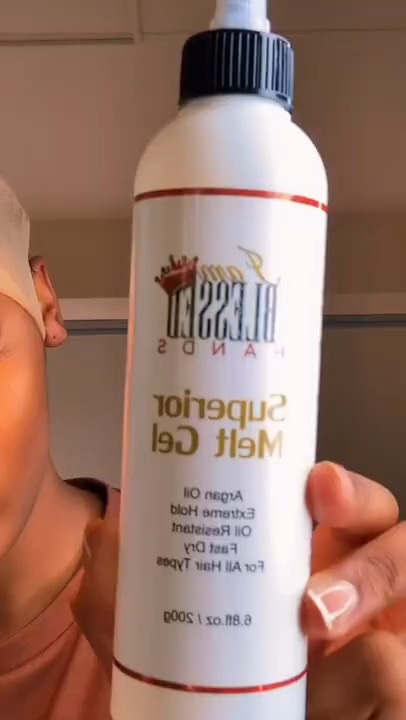 I am
BLESSED
HANDS
Superior
Melt Gel
Argan Oil
Extreme Hold
Oil Resistant
Fast Dry
For All Hair Types
6.8fl.oz / 200g